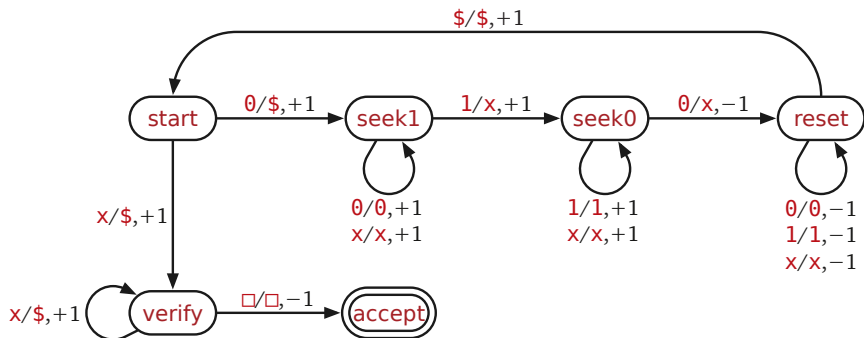 $/$,+1
start
0/$,+1
seek1
1/x,+1
seek0
0/x,−1
reset
x/$,+1
0/0,+1
x/x,+1
1/1,+1
x/x,+1
0/0,−1
1/1,−1
x/x,−1
x/$,+1
verify
□/□,−1
accept